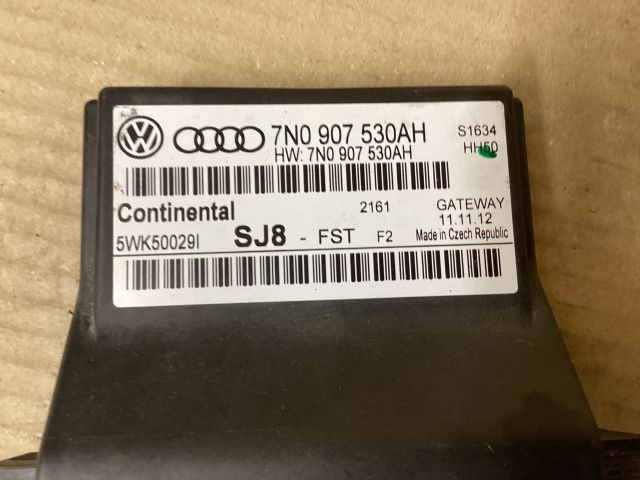 7N0 907 530AH
HW: 7N0 907 530AH
S1634
HH50
Continental
2161
GATEWAY
11.11.12
5WK50029I
SJ8 - FST F2
Made in Czech Republic